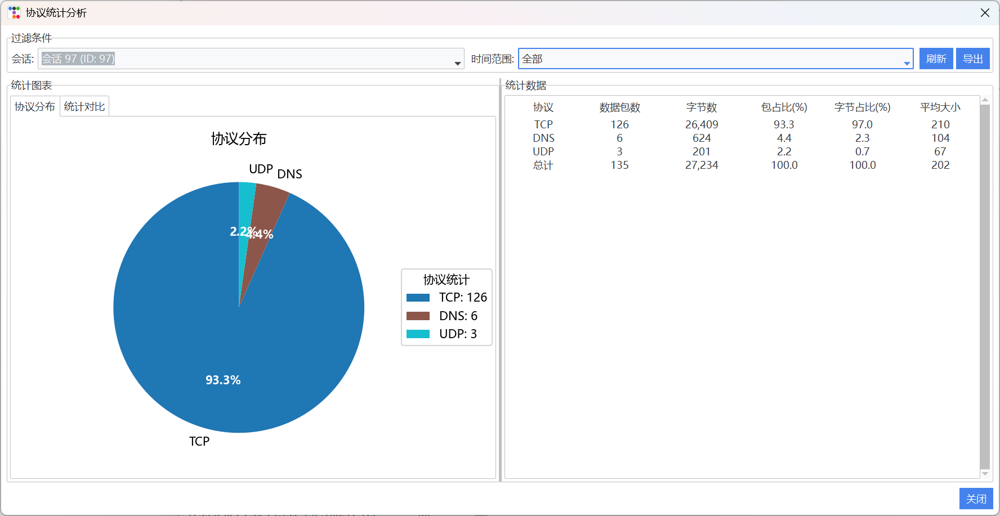 协议统计分析
过滤条件
会话: 会话 97 (ID: 97) 时间范围: 全部 刷新 导出
统计图表
协议分布 统计对比
协议分布
UDP DNS
2.2% 4.4%
93.3%
TCP
协议统计
TCP: 126
DNS: 6
UDP: 3
统计数据
协议 数据包数 字节数 包占比(%) 字节占比(%) 平均大小
TCP 126 26,409 93.3 97.0 210
DNS 6 624 4.4 2.3 104
UDP 3 201 2.2 0.7 67
总计 135 27,234 100.0 100.0 202
关闭